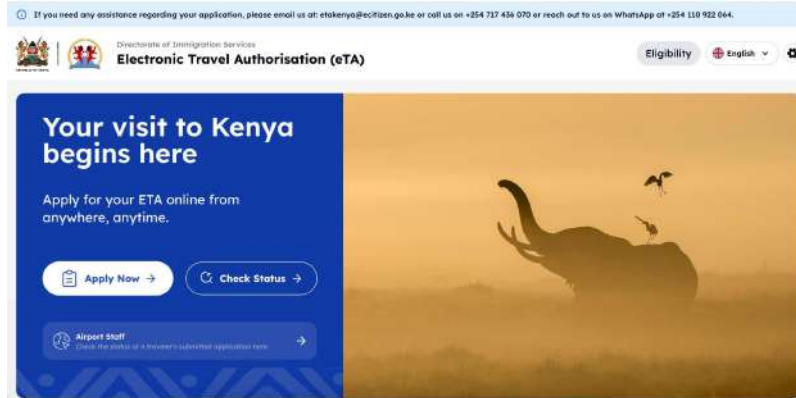 If you need any assistance regarding your application, please email us at: etakenya@ecitizen.go.ke or call us on +254 717 436 070 or reach out to us on WhatsApp at +254 110 922 064.
Directorate of Immigration Services
Electronic Travel Authorisation (eTA)
Eligibility
English
Your visit to Kenya
begins here
Apply for your ETA online from
anywhere, anytime.
Apply Now →
Check Status →
Airport Staff
Check the status of a traveler's submitted application here